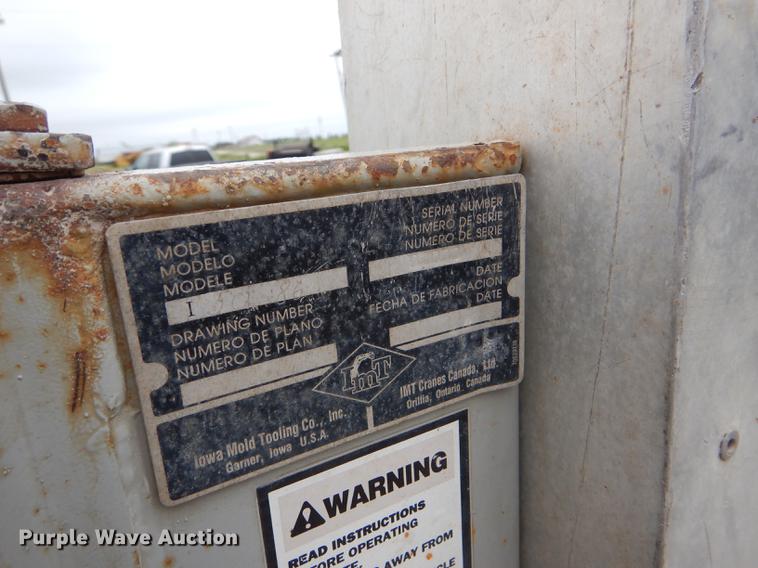 MODEL
MODELO
MODELE
I
SERIAL NUMBER
NUMERO DE SERIE
NUMERO DE SERIE
DRAWING NUMBER
NUMERO DE PLANO
NUMERO DE PLAN
DATE
FECHA DE FABRICACION
DATE
IMT
Iowa Mold Tooling Co., Inc.
Garner, Iowa U.S.A.
IMT Cranes Canada, Ltd.
Orillia, Ontario Canada
WARNING
READ INSTRUCTIONS
BEFORE OPERATING
AWAY FROM
Purple Wave Auction